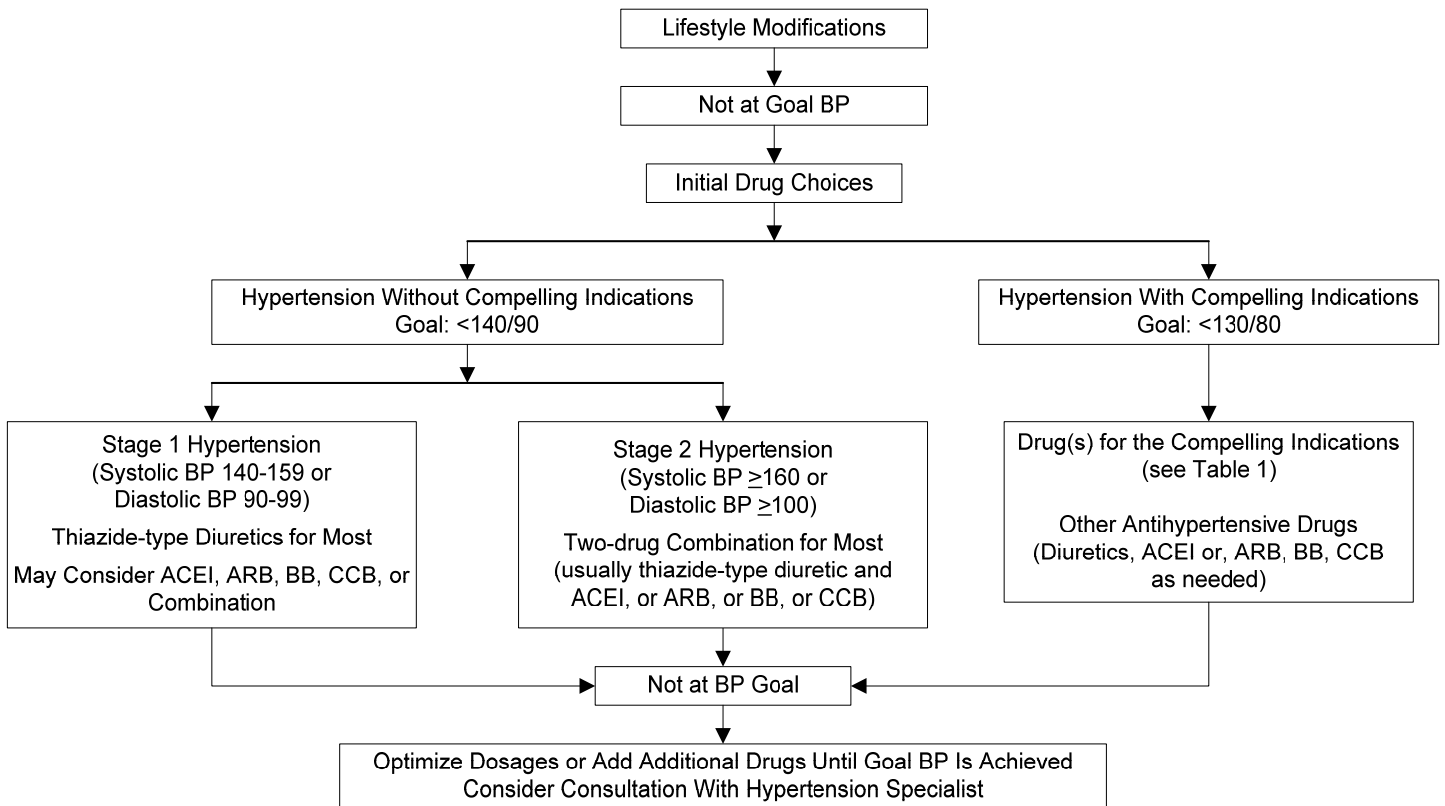 Lifestyle Modifications
Not at Goal BP
Initial Drug Choices
Hypertension Without Compelling Indications
Goal: <140/90
Hypertension With Compelling Indications
Goal: <130/80
Stage 1 Hypertension
(Systolic BP 140-159 or
Diastolic BP 90-99)
Thiazide-type Diuretics for Most
May Consider ACEI, ARB, BB, CCB, or
Combination
Stage 2 Hypertension
(Systolic BP ≥160 or
Diastolic BP ≥100)
Two-drug Combination for Most
(usually thiazide-type diuretic and
ACEI, or ARB, or BB, or CCB)
Drug(s) for the Compelling Indications
(see Table 1)
Other Antihypertensive Drugs
(Diuretics, ACEI or, ARB, BB, CCB
as needed)
Not at BP Goal
Optimize Dosages or Add Additional Drugs Until Goal BP Is Achieved
Consider Consultation With Hypertension Specialist